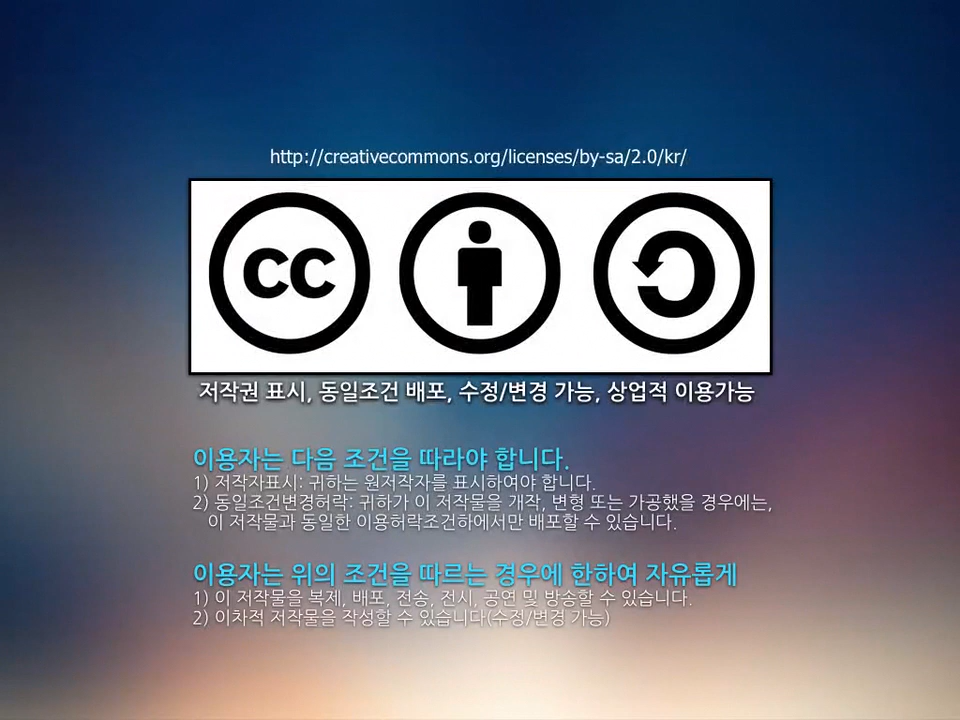 http://creativecommons.org/licenses/by-sa/2.0/kr/
cc
저작권 표시, 동일조건 배포, 수정/변경 가능, 상업적 이용가능
이용자는 다음 조건을 따라야 합니다.
1) 저작자표시: 귀하는 원저작자를 표시하여야 합니다.
2) 동일조건변경허락: 귀하가 이 저작물을 개작, 변형 또는 가공했을 경우에는,
이 저작물과 동일한 이용허락조건하에서만 배포할 수 있습니다.
이용자는 위의 조건을 따르는 경우에 한하여 자유롭게
1) 이 저작물을 복제, 배포, 전송, 전시, 공연 및 방송할 수 있습니다.
2) 이차적 저작물을 작성할 수 있습니다(수정/변경 가능)